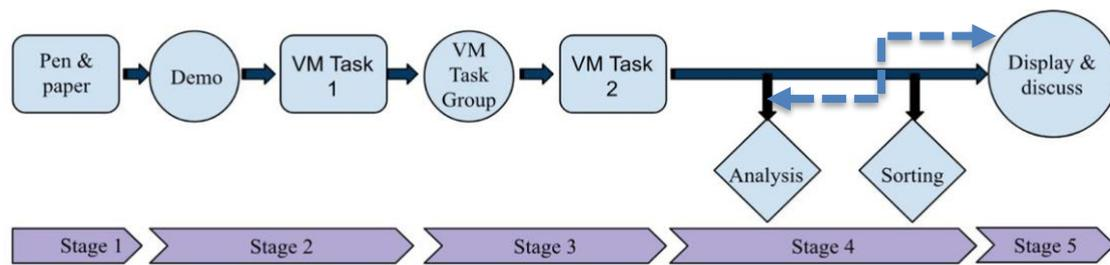 Pen &
paper
Demo
VM Task
1
VM
Task
Group
VM Task
2
Display &
discuss
Analysis
Sorting
Stage 1
Stage 2
Stage 3
Stage 4
Stage 5